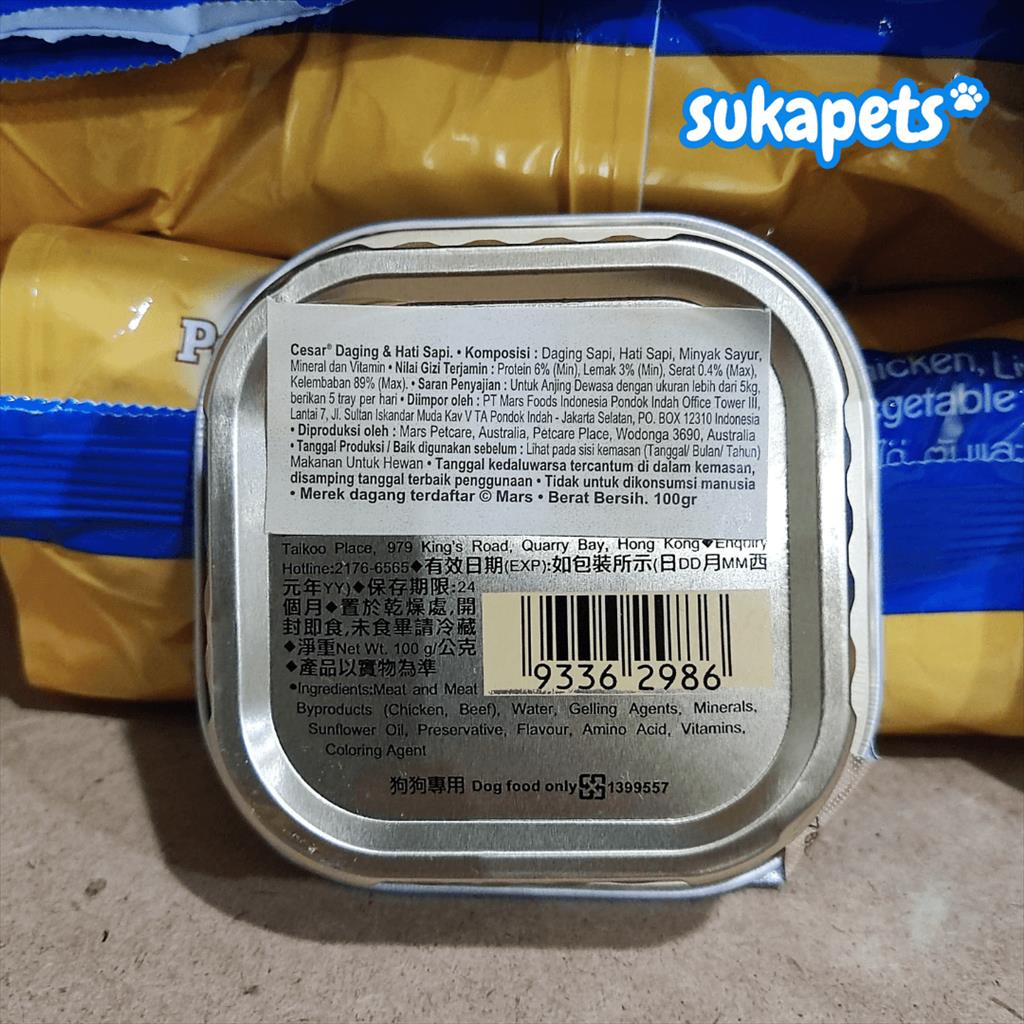 sukapets
P
hicken, Li
egetable
Cesar® Daging & Hati Sapi. • Komposisi : Daging Sapi, Hati Sapi, Minyak Sayur,
Mineral dan Vitamin • Nilai Gizi Terjamin : Protein 6% (Min), Lemak 3% (Min), Serat 0.4% (Max),
Kelembaban 89% (Max). • Saran Penyajian : Untuk Anjing Dewasa dengan ukuran lebih dari 5kg,
berikan 5 tray per hari • Diimpor oleh : PT Mars Foods Indonesia Pondok Indah Office Tower III,
Lantai 7, Jl. Sultan Iskandar Muda Kav V TA Pondok Indah - Jakarta Selatan, PO. BOX 12310 Indonesia
• Diproduksi oleh : Mars Petcare, Australia, Petcare Place, Wodonga 3690, Australia
• Tanggal Produksi / Baik digunakan sebelum : Lihat pada sisi kemasan (Tanggal/ Bulan/ Tahun)
Makanan Untuk Hewan • Tanggal kedaluwarsa tercantum di dalam kemasan,
disamping tanggal terbaik penggunaan • Tidak untuk dikonsumsi manusia
• Merek dagang terdaftar © Mars • Berat Bersih. 100gr
Taikoo Place, 979 King's Road, Quarry Bay, Hong Kong◆Enquiry
Hotline:2176-6565◆有效日期(EXP):如包裝所示(日DD月MM西
元年YY)◆保存期限:24
個月◆置於乾燥處,開
封即食,未食畢請冷藏
◆淨重Net Wt. 100 g/公克
◆產品以實物為準
9336 2986
•Ingredients:Meat and Meat
Byproducts (Chicken, Beef), Water, Gelling Agents, Minerals,
Sunflower Oil, Preservative, Flavour, Amino Acid, Vitamins,
Coloring Agent
狗狗專用 Dog food only 1399557